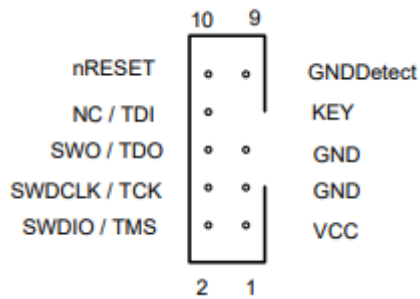 10 9
nRESET GNDDetect
NC / TDI KEY
SWO / TDO GND
SWDCLK / TCK GND
SWDIO / TMS VCC
2 1